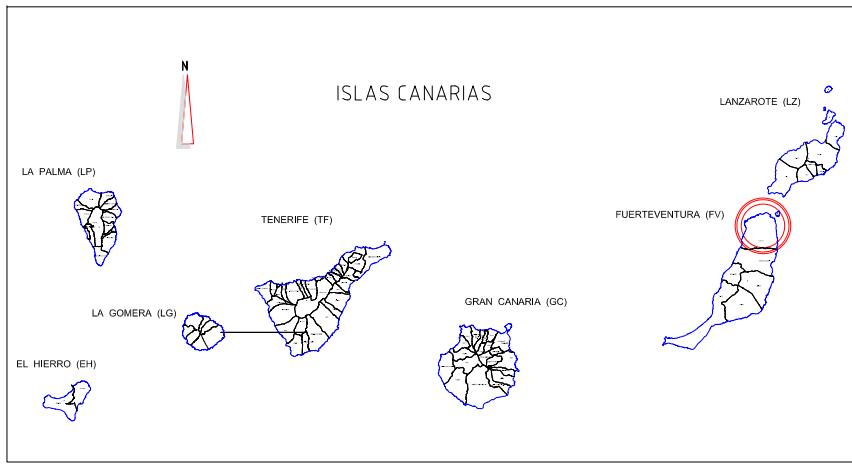 N
ISLAS CANARIAS
LANZAROTE (LZ)
LA PALMA (LP)
FUERTEVENTURA (FV)
TENERIFE (TF)
GRAN CANARIA (GC)
LA GOMERA (LG)
EL HIERRO (EH)